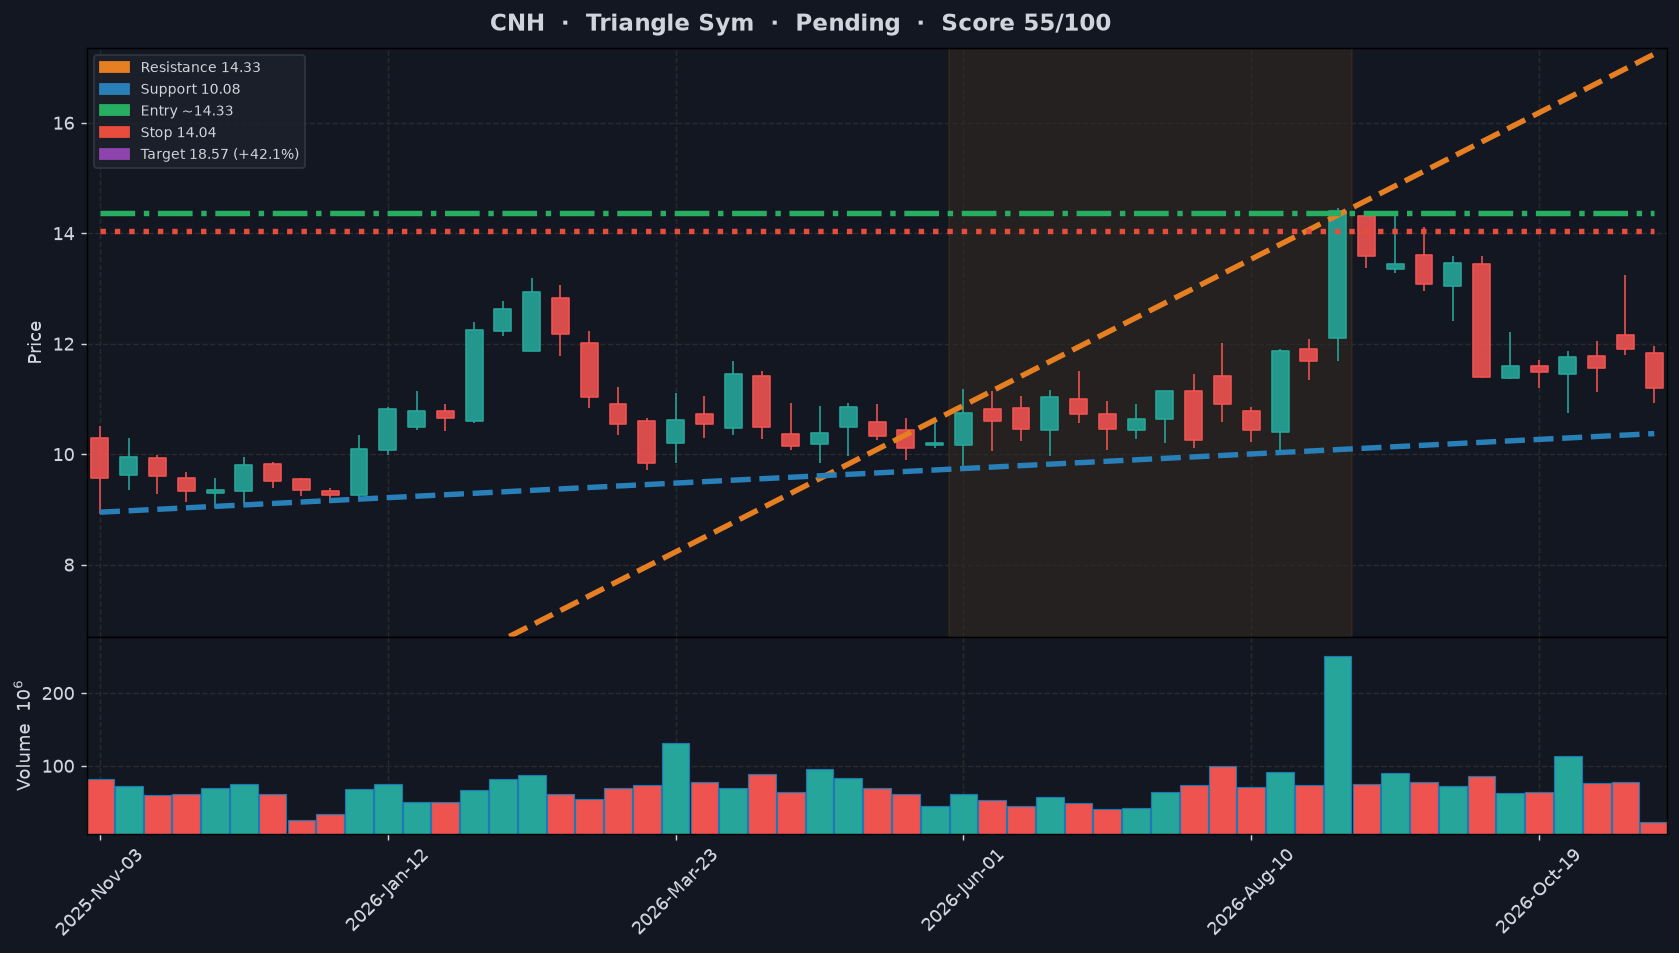 CNH · Triangle Sym · Pending · Score 55/100
Resistance 14.33
Support 10.08
Entry ~14.33
Stop 14.04
Target 18.57 (+42.1%)
Price
16
14
12
10
8
Volume 10⁶
200
100
2025-Nov-03
2026-Jan-12
2026-Mar-23
2026-Jun-01
2026-Aug-10
2026-Oct-19